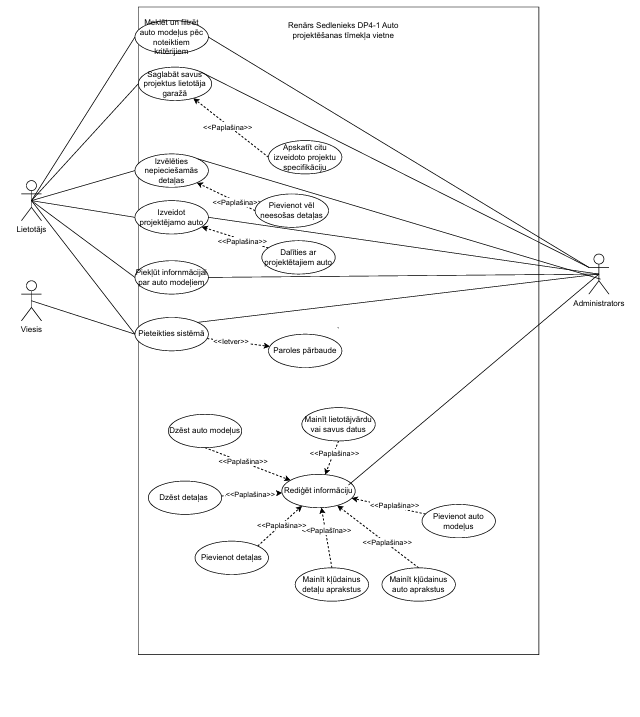 Renārs Sedlenieks DP4-1 Auto
projektēšanas tīmekļa vietne
Meklēt un filtrēt
auto modeļus pēc
noteiktiem
kritērijiem
Saglabāt savus
projektus lietotāja
garažā
<<Paplašina>>
Apskatīt citu
izveidoto projektu
specifikāciju
Izvēlēties
nepieciešamās
detaļas
<<Paplašina>>
Pievienot vēl
neesošas detaļas
Lietotājs
Izveidot
projektējamo auto
<<Paplašina>>
Dalīties ar
projektētajiem auto
Piekļūt informācijai
par auto modeļiem
Administrators
Viesis
Pieteikties sistēmā
<<Ietver>>
Paroles pārbaude
Dzēst auto modeļus
Mainīt lietotājvārdu
vai savus datus
<<Paplašina>>
<<Paplašina>>
Dzēst detaļas
<<Paplašina>>
Rediģēt informāciju
<<Paplašina>>
Pievienot auto
modeļus
<<Paplašina>>
<<Paplašīna>>
<<Paplašina>>
Pievienot detaļas
Mainīt kļūdainus
detaļu aprakstus
Mainīt kļūdainus
auto aprakstus